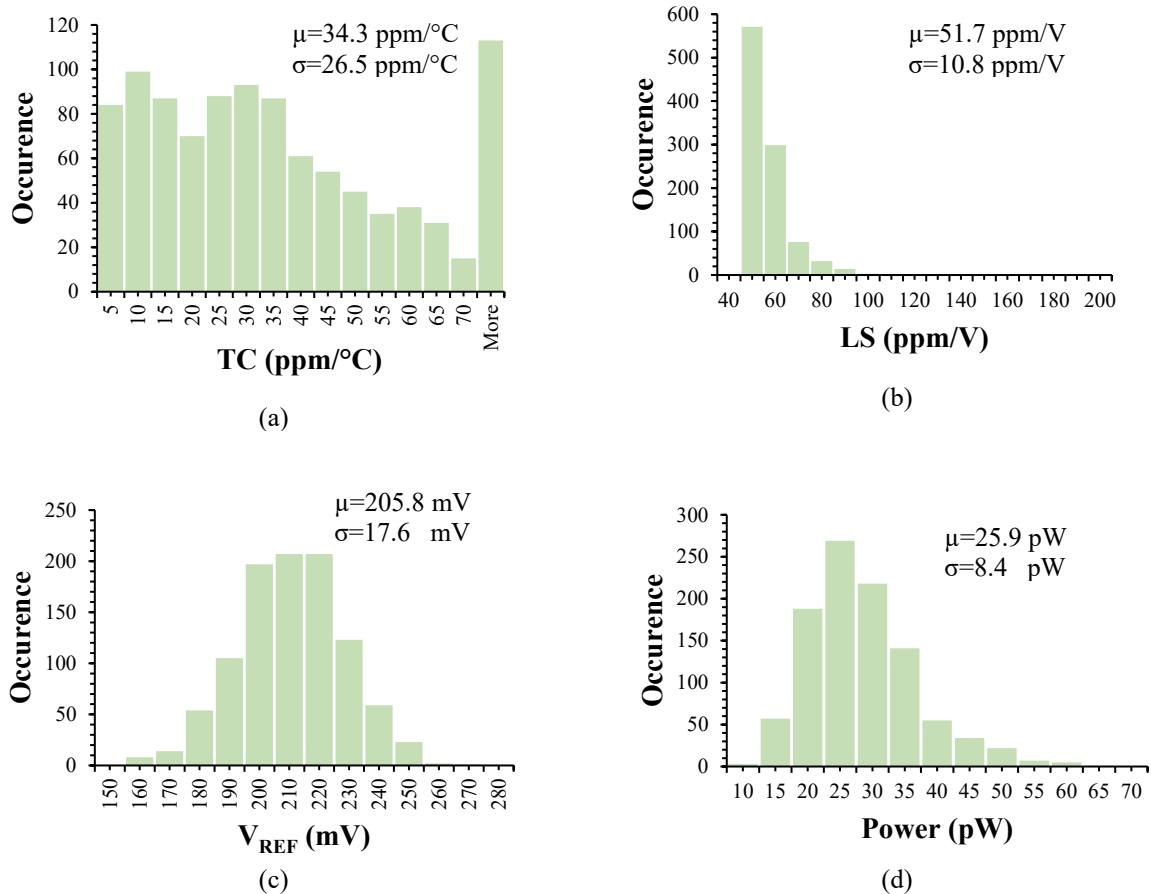 120
100
80
60
40
20
0
Occurence
µ=34.3 ppm/°C
σ=26.5 ppm/°C
5 10 15 20 25 30 35 40 45 50 55 60 65 70 More
TC (ppm/°C)
(a)
600
500
400
300
200
100
0
Occurence
µ=51.7 ppm/V
σ=10.8 ppm/V
40 60 80 100 120 140 160 180 200
LS (ppm/V)
(b)
250
200
150
100
50
0
Occurence
µ=205.8 mV
σ=17.6 mV
150 160 170 180 190 200 210 220 230 240 250 260 270 280
VREF (mV)
(c)
300
250
200
150
100
50
0
Occurence
µ=25.9 pW
σ=8.4 pW
10 15 20 25 30 35 40 45 50 55 60 65 70
Power (pW)
(d)